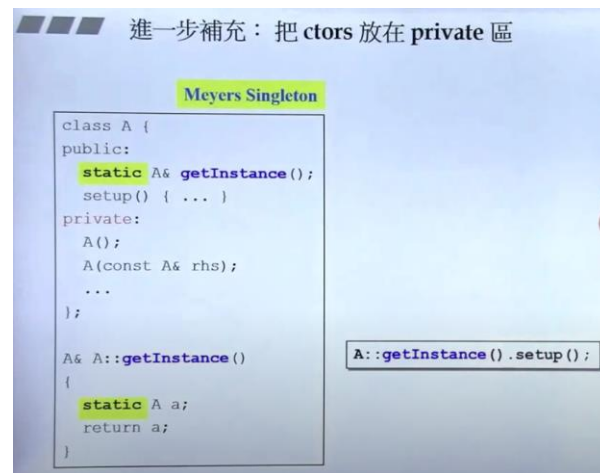 進一步補充： 把 ctors 放在 private 區
Meyers Singleton
class A {
public:
static A& getInstance();
setup() { ... }
private:
A();
A(const A& rhs);
...
};
A& A::getInstance()
{
static A a;
return a;
}
A::getInstance().setup();